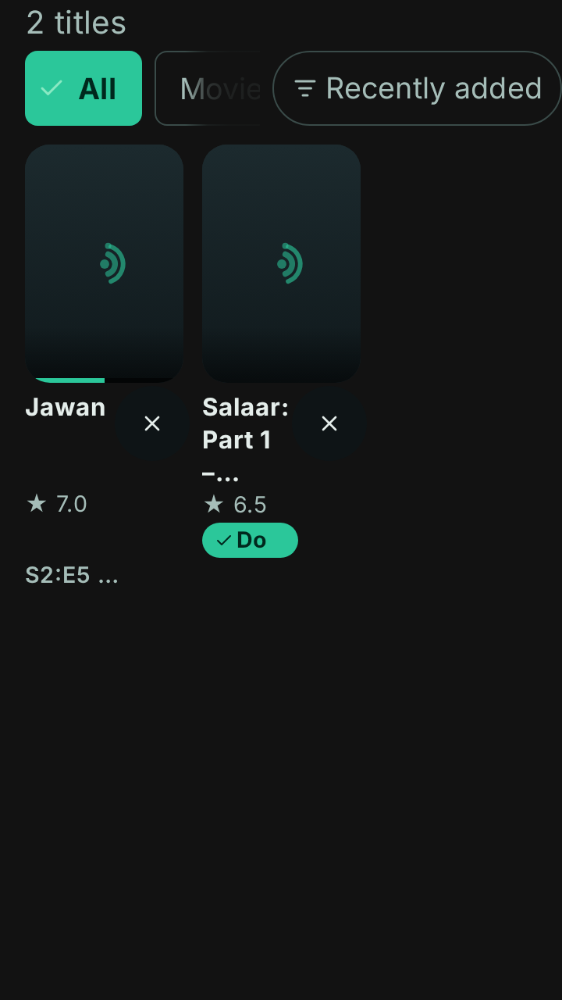 2 titles
All
Movie
Recently added
Jawan
Salaar:
Part 1
–...
★ 7.0
★ 6.5
Do
S2:E5 ...